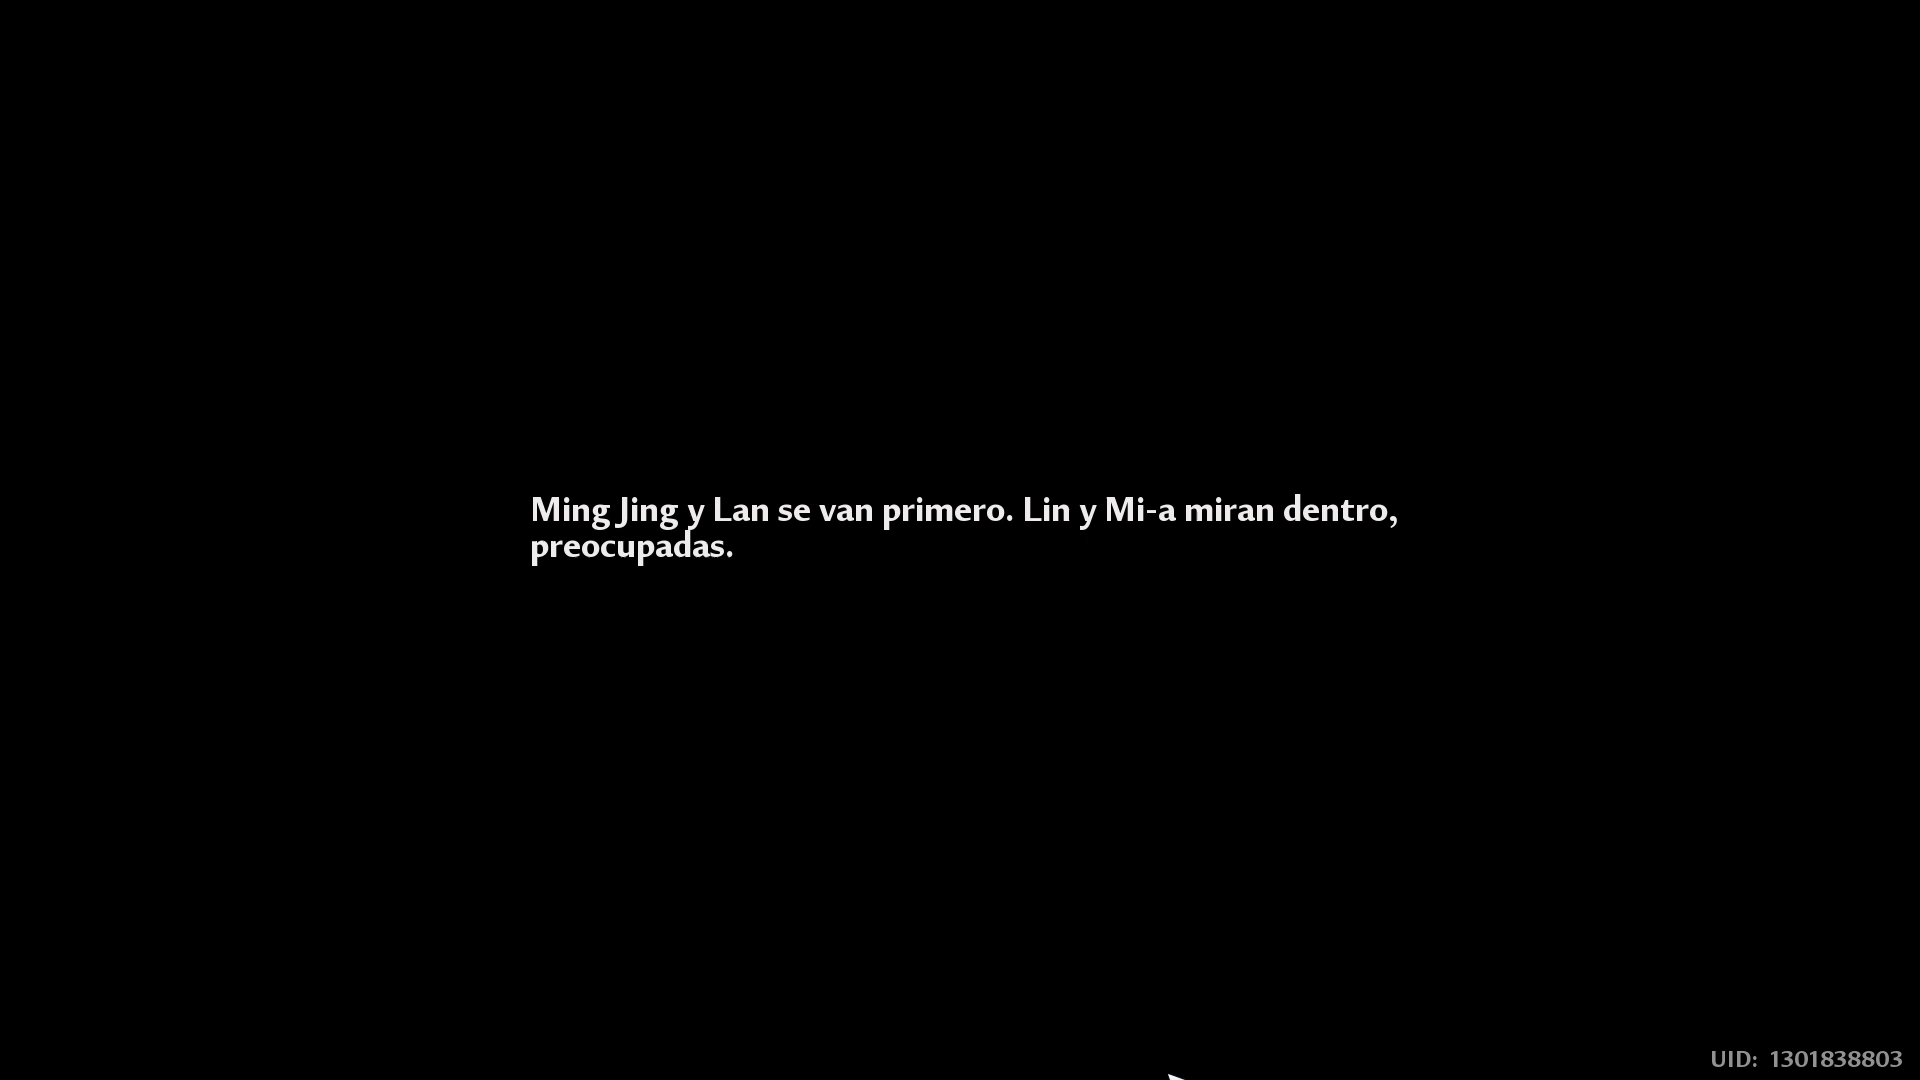 Ming Jing y Lan se van primero. Lin y Mi-a miran dentro,
preocupadas.
UID: 1301838803